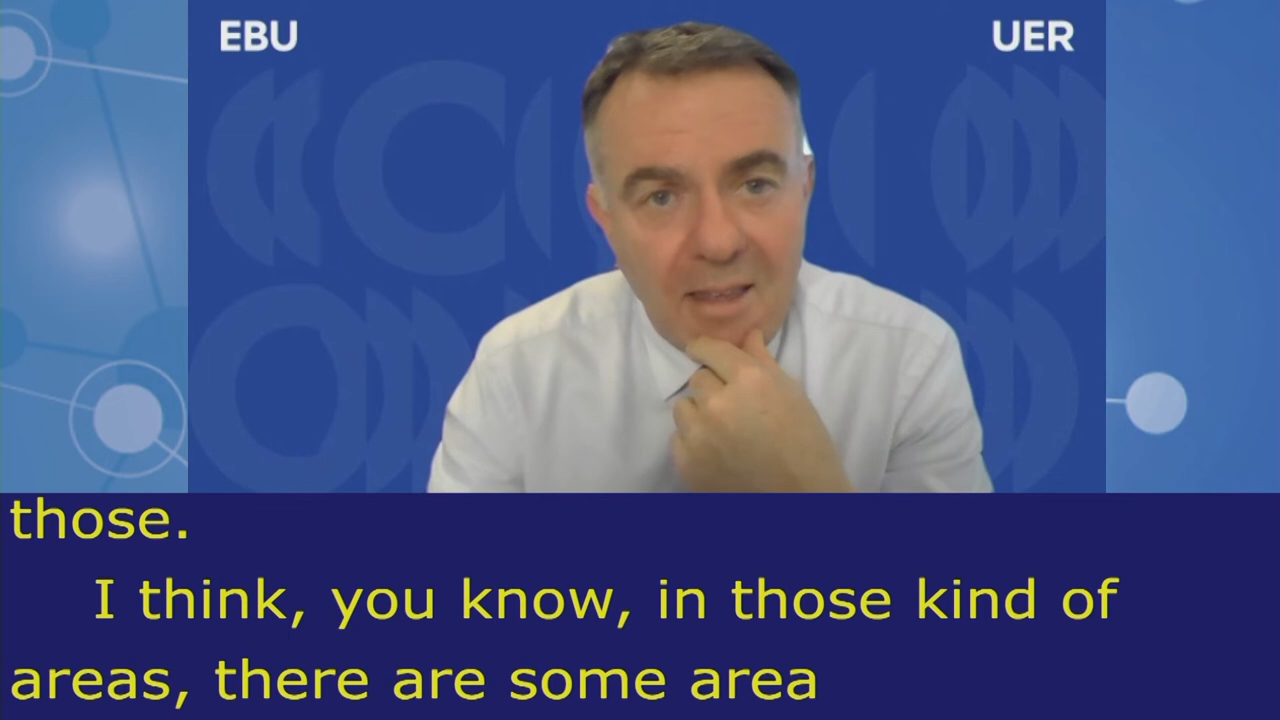 EBU UER
those.
I think, you know, in those kind of
areas, there are some area